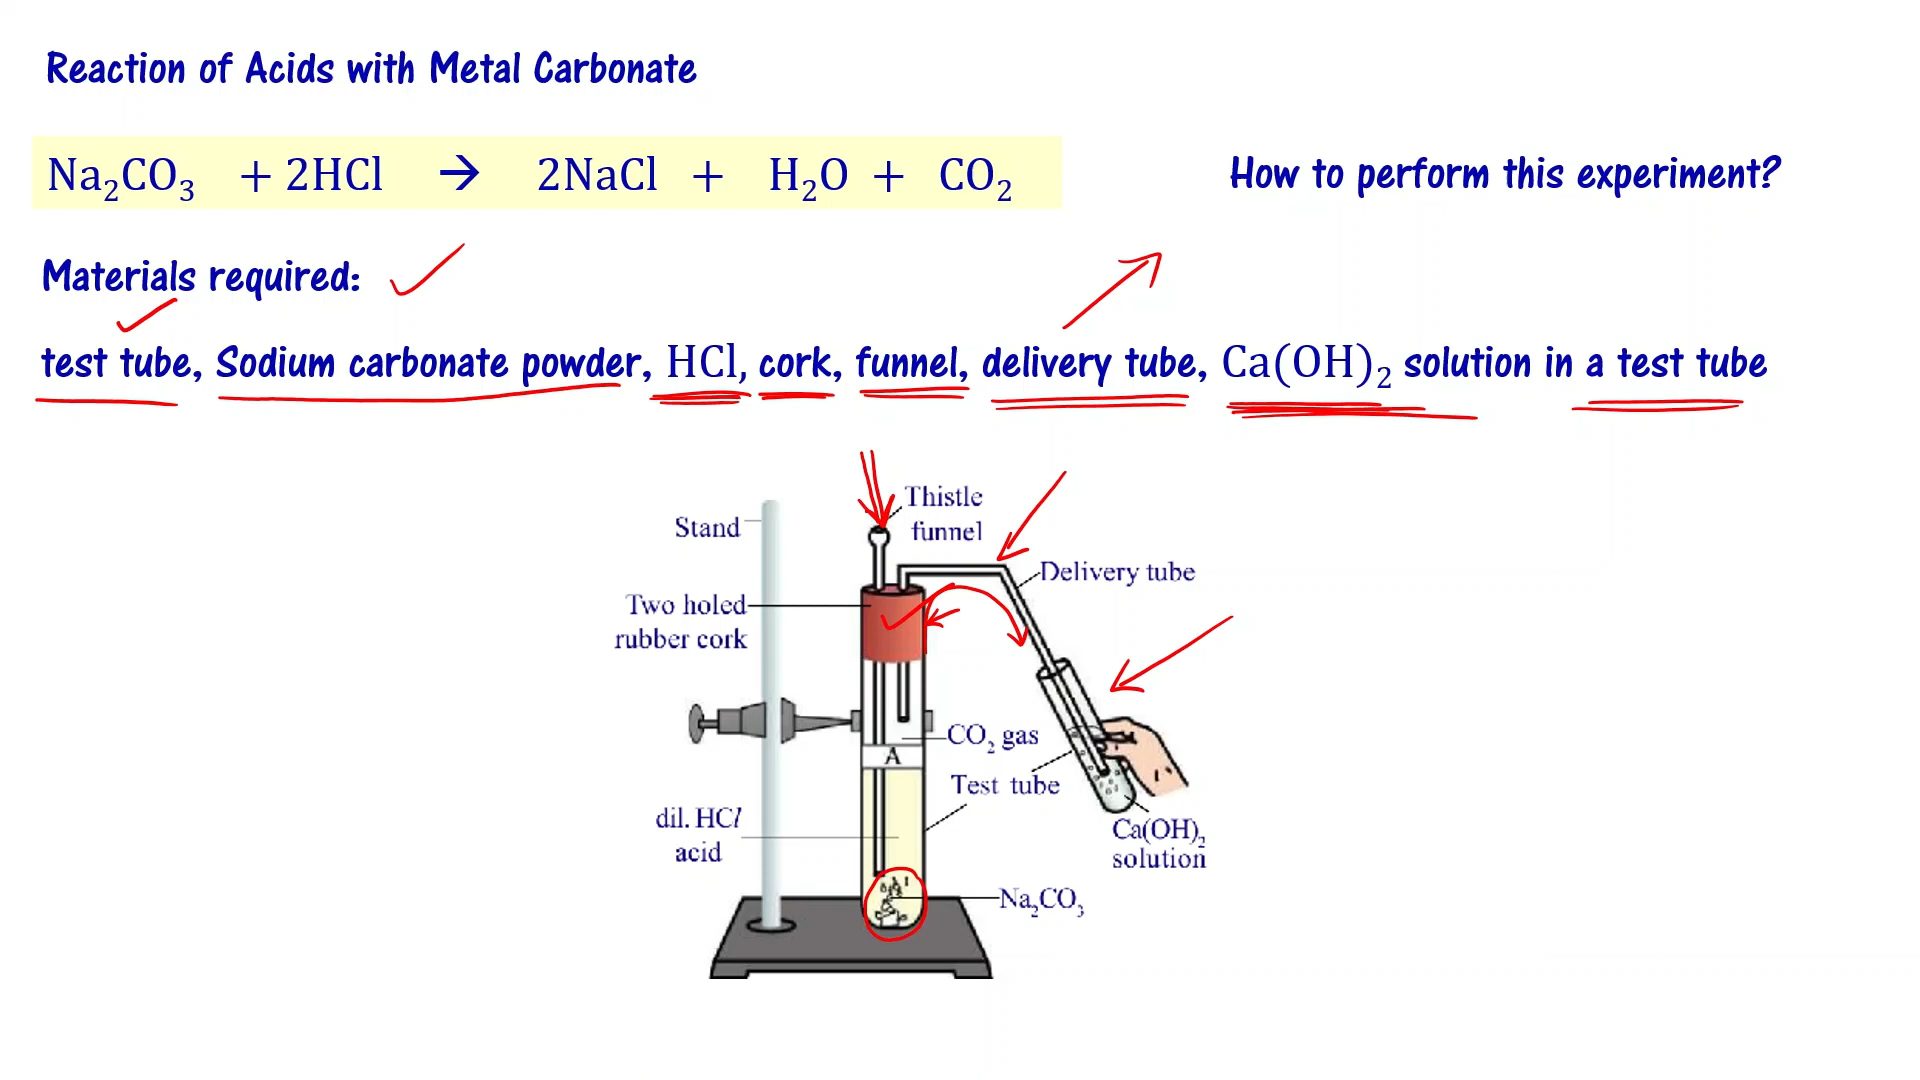 Reaction of Acids with Metal Carbonate
Na₂CO₃ + 2HCl → 2NaCl + H₂O + CO₂
How to perform this experiment?
Materials required:
test tube, Sodium carbonate powder, HCl, cork, funnel, delivery tube, Ca(OH)₂ solution in a test tube
Thistle
funnel
Stand
Delivery tube
Two holed
rubber cork
CO₂ gas
A
Test tube
dil. HCl
acid
Ca(OH)₂
solution
Na₂CO₃